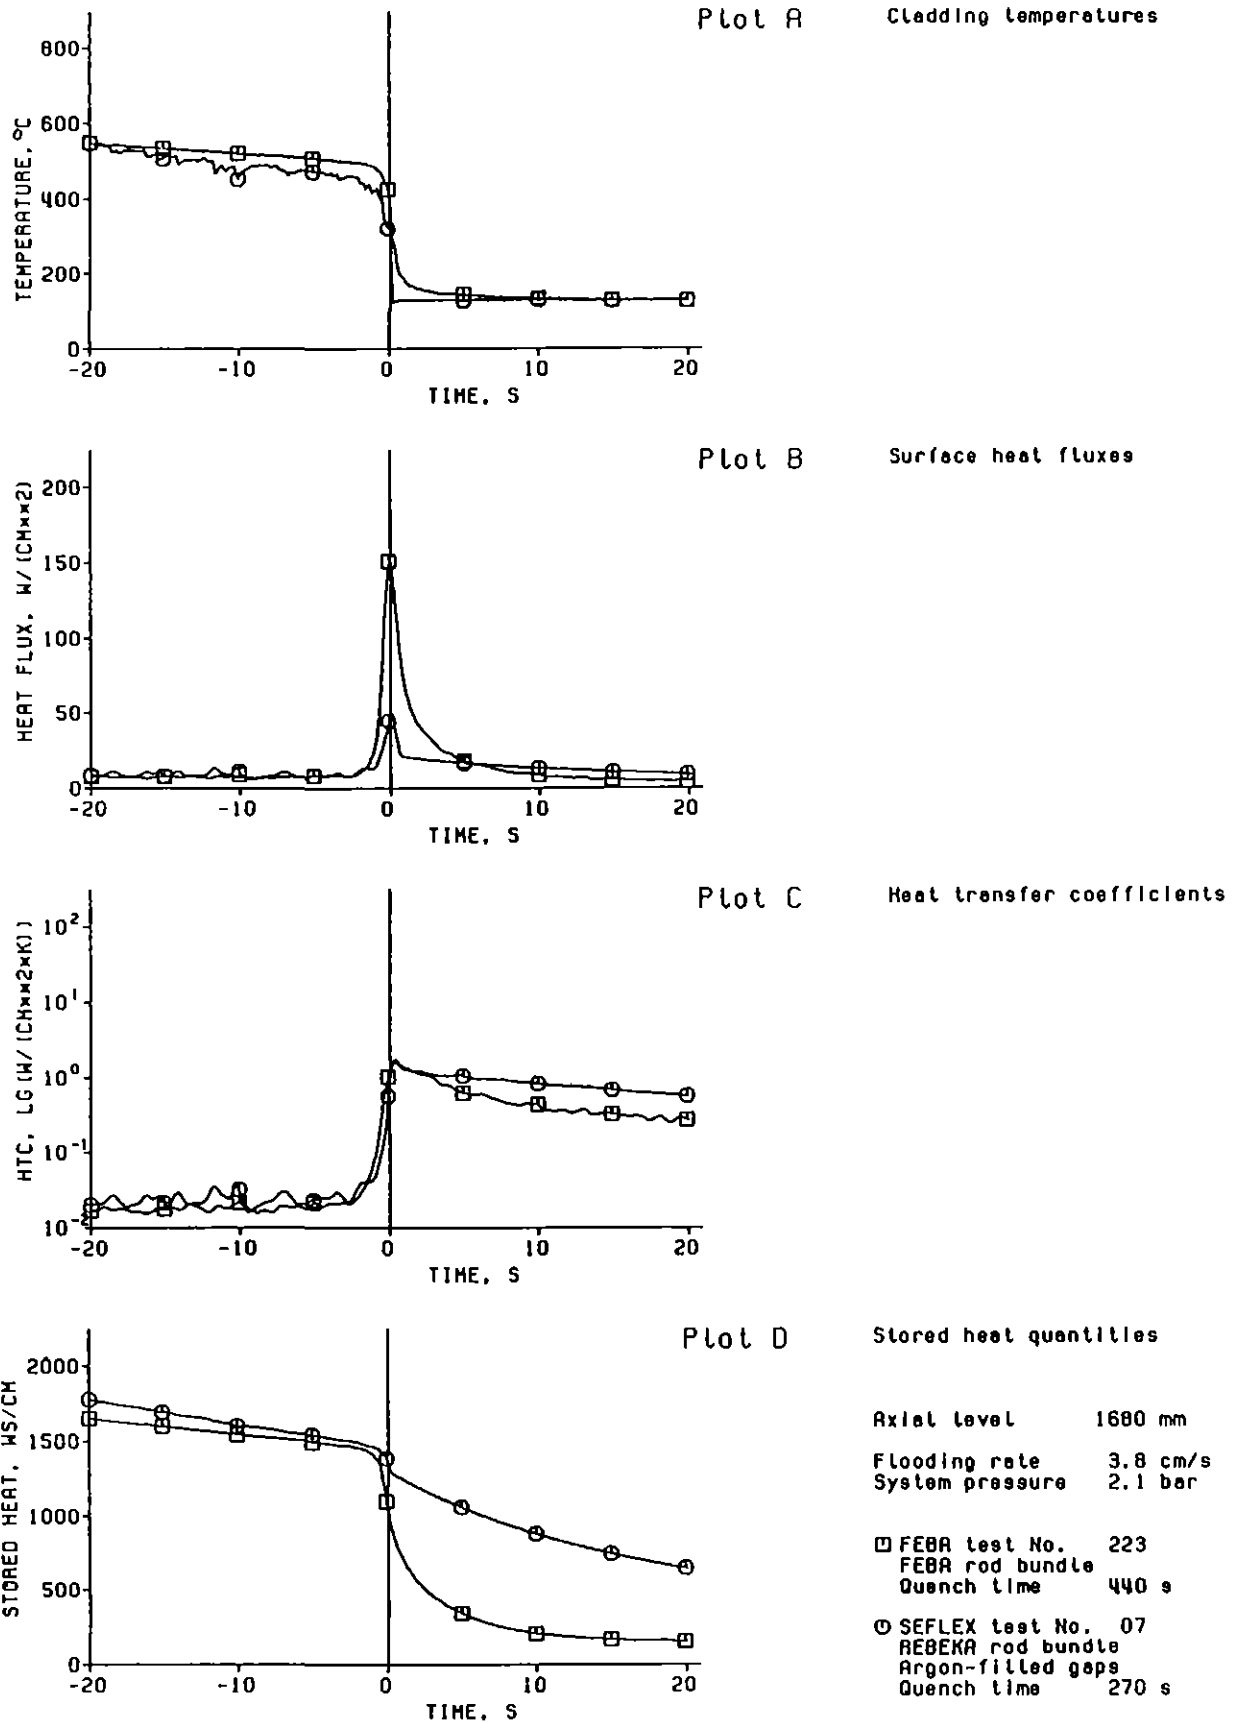 Plot A Cladding temperatures
800
600
400
200
0
TEMPERATURE, °C
-20 -10 0 10 20
TIME, S
Plot B Surface heat fluxes
200
150
100
50
0
HEAT FLUX, W/(CM**2)
-20 -10 0 10 20
TIME, S
Plot C Heat transfer coefficients
10²
10¹
10⁰
10⁻¹
10⁻²
HTC, LG(W/(CM**2*K))
-20 -10 0 10 20
TIME, S
Plot D Stored heat quantities
2000
1500
1000
500
0
STORED HEAT, WS/CM
-20 -10 0 10 20
TIME, S
Axial level 1680 mm
Flooding rate 3.8 cm/s
System pressure 2.1 bar
FEBA test No. 223
FEBA rod bundle
Quench time 440 s
SEFLEX test No. 07
REBEKA rod bundle
Argon-filled gaps
Quench time 270 s